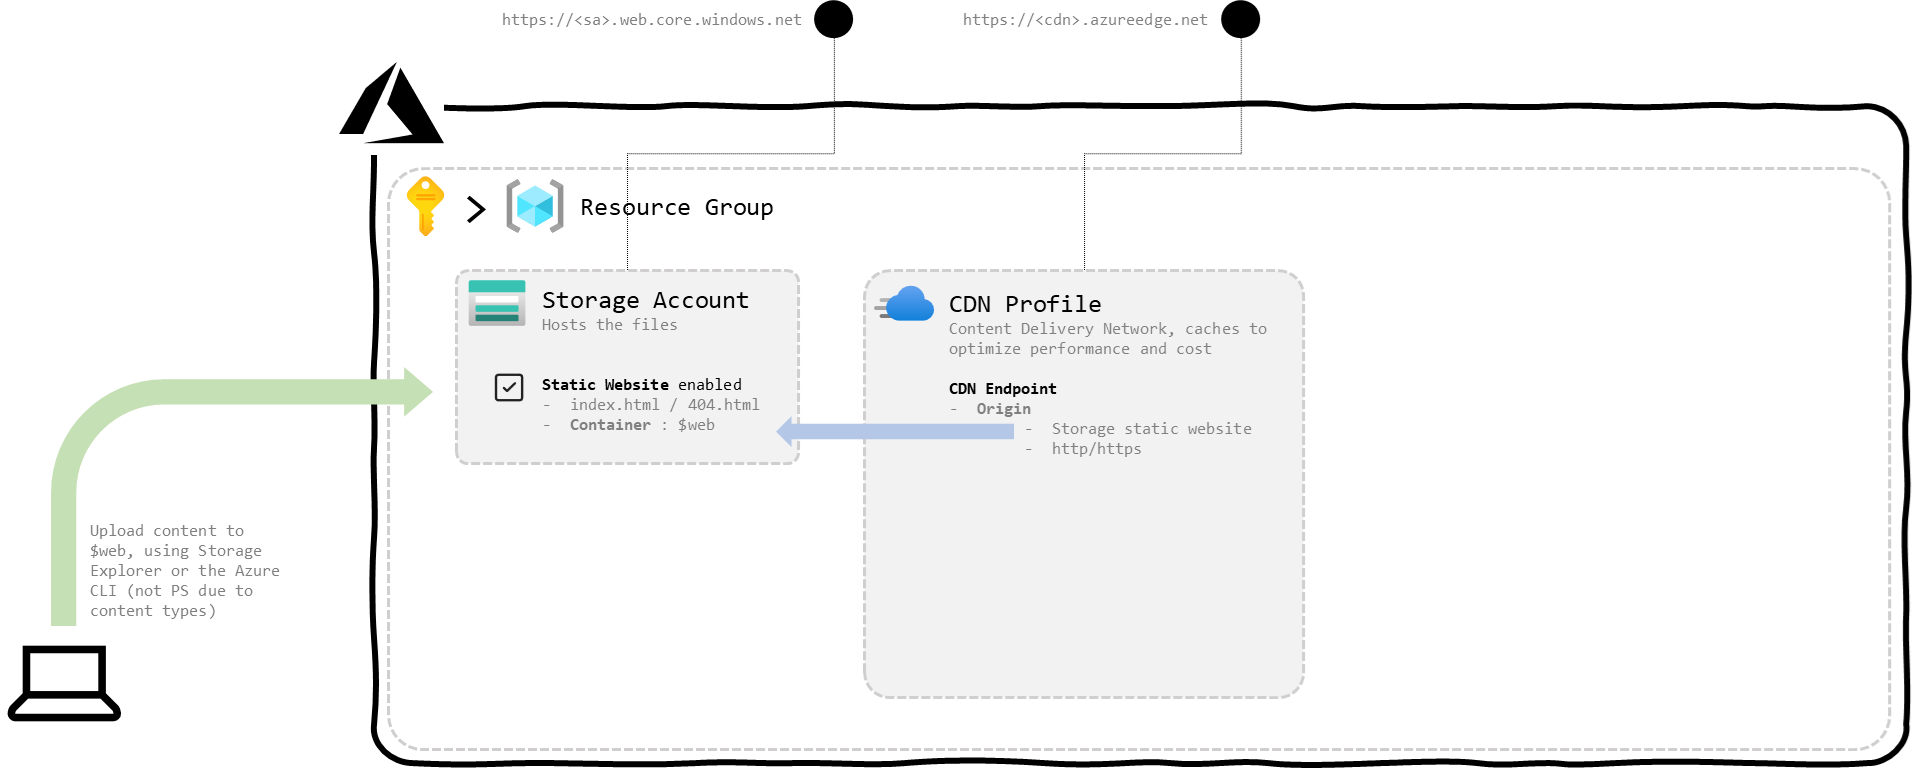 https://<sa>.web.core.windows.net
https://<cdn>.azureedge.net
Resource Group
Storage Account
Hosts the files
Static Website enabled
- index.html / 404.html
- Container : $web
CDN Profile
Content Delivery Network, caches to
optimize performance and cost
CDN Endpoint
- Origin
- Storage static website
- http/https
Upload content to
$web, using Storage
Explorer or the Azure
CLI (not PS due to
content types)